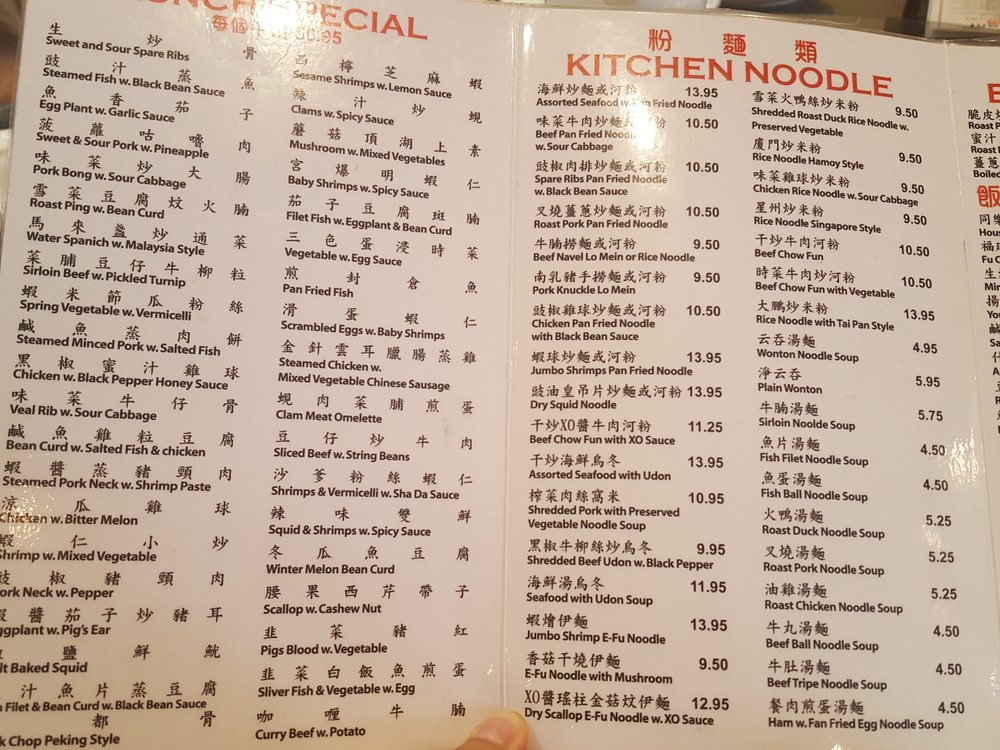 LUNCH SPECIAL
每個
生炒骨
Sweet and Sour Spare Ribs
豉汁蒸魚
Steamed Fish w. Black Bean Sauce
魚香茄子
Egg Plant w. Garlic Sauce
菠蘿咕嚕肉
Sweet & Sour Pork w. Pineapple
味菜炒大腸
Pork Bong w. Sour Cabbage
雪菜豆腐炆火腩
Roast Ping w. Bean Curd
馬來盞炒通菜
Water Spanich w. Malaysia Style
菜脯豆仔牛柳粒
Sirloin Beef w. Pickled Turnip
蝦米節瓜粉絲
Spring Vegetable w. Vermicelli
鹹魚蒸肉餅
Steamed Minced Pork w. Salted Fish
黑椒蜜汁雞球
Chicken w. Black Pepper Honey Sauce
味菜牛仔骨
Veal Rib w. Sour Cabbage
鹹魚雞粒豆腐
Bean Curd w. Salted Fish & chicken
蝦醬蒸豬頸肉
Steamed Pork Neck w. Shrimp Paste
涼瓜雞球
Chicken w. Bitter Melon
蝦仁小炒
Shrimp w. Mixed Vegetable
豉椒豬頸肉
Pork Neck w. Pepper
蝦醬茄子炒豬耳
Eggplant w. Pig's Ear
鹽鮮魷
Baked Squid
汁魚片蒸豆腐
Filet & Bean Curd w. Black Bean Sauce
都骨
Chop Peking Style
西檸芝麻蝦
Sesame Shrimps w. Lemon Sauce
辣汁炒蜆
Clams w. Spicy Sauce
蘑菇頂湖上素
Mushroom w. Mixed Vegetables
宮爆明蝦仁
Baby Shrimps w. Spicy Sauce
茄子豆腐斑腩
Filet Fish w. Eggplant & Bean Curd
三色蛋浸時菜
Vegetable w. Egg Sauce
煎封倉魚
Pan Fried Fish
滑蛋蝦仁
Scrambled Eggs w. Baby Shrimps
金針雲耳臘腸蒸雞
Steamed Chicken w.
Mixed Vegetable Chinese Sausage
蜆肉菜脯煎蛋
Clam Meat Omelette
豆仔炒牛肉
Sliced Beef w. String Beans
沙爹粉絲蝦仁
Shrimps & Vermicelli w. Sha Da Sauce
辣味雙鮮
Squid & Shrimps w. Spicy Sauce
冬瓜魚豆腐
Winter Melon Bean Curd
腰果西芹帶子
Scallop w. Cashew Nut
韭菜豬紅
Pigs Blood w. Vegetable
韭菜白飯魚煎蛋
Sliver Fish & Vegetable w. Egg
咖喱牛腩
Curry Beef w. Potato
粉麵類
KITCHEN NOODLE
海鮮炒麵或河粉 13.95
Assorted Seafood w. Pan Fried Noodle
味菜牛肉炒麵或河粉 10.50
Beef Pan Fried Noodle
w. Sour Cabbage
豉椒肉排炒麵或河粉 10.50
Spare Ribs Pan Fried Noodle
w. Black Bean Sauce
叉燒薑蔥炒麵或河粉 10.50
Roast Pork Pan Fried Noodle
牛腩撈麵或河粉 9.50
Beef Navel Lo Mein or Rice Noodle
南乳豬手撈麵或河粉 9.50
Pork Knuckle Lo Mein
豉椒雞球炒麵或河粉 10.50
Chicken Pan Fried Noodle
with Black Bean Sauce
蝦球炒麵或河粉 13.95
Jumbo Shrimps Pan Fried Noodle
豉油皇吊片炒麵或河粉 13.95
Dry Squid Noodle
干炒XO醬牛肉河粉 11.25
Beef Chow Fun with XO Sauce
干炒海鮮烏冬 13.95
Assorted Seafood with Udon
榨菜肉絲窩米 10.95
Shredded Pork with Preserved
Vegetable Noodle Soup
黑椒牛柳絲炒烏冬 9.95
Shredded Beef Udon w. Black Pepper
海鮮湯烏冬 11.95
Seafood with Udon Soup
蝦燴伊麵 13.95
Jumbo Shrimp E-Fu Noodle
香菇干燒伊麵 9.50
E-Fu Noodle with Mushroom
XO醬瑤柱金菇炆伊麵 12.95
Dry Scallop E-Fu Noodle w. XO Sauce
雪菜火鴨絲炒米粉 9.50
Shredded Roast Duck Rice Noodle w.
Preserved Vegetable
廈門炒米粉 9.50
Rice Noodle Hamoy Style
味菜雞球炒米粉 9.50
Chicken Rice Noodle w. Sour Cabbage
星州炒米粉 9.50
Rice Noodle Singapore Style
干炒牛肉河粉 10.50
Beef Chow Fun
時菜牛肉炒河粉 10.50
Beef Chow Fun with Vegetable
大鵬炒米粉 13.95
Rice Noodle with Tai Pan Style
云吞湯麵 4.95
Wonton Noodle Soup
淨云吞 5.95
Plain Wonton
牛腩湯麵 5.75
Sirloin Noolde Soup
魚片湯麵 4.50
Fish Filet Noodle Soup
魚蛋湯麵 4.50
Fish Ball Noodle Soup
火鴨湯麵 5.25
Roast Duck Noodle Soup
叉燒湯麵 5.25
Roast Pork Noodle Soup
油雞湯麵 5.25
Roast Chicken Noodle Soup
牛丸湯麵 4.50
Beef Ball Noodle Soup
牛肚湯麵 4.50
Beef Tripe Noodle Soup
餐肉煎蛋湯麵 4.50
Ham w. Fan Fried Egg Noodle Soup
脆皮
Roast
蜜汁
Roast
薑蔥
Boiled
飯
同樂
House
福建
Fu C
生
揚
鹹